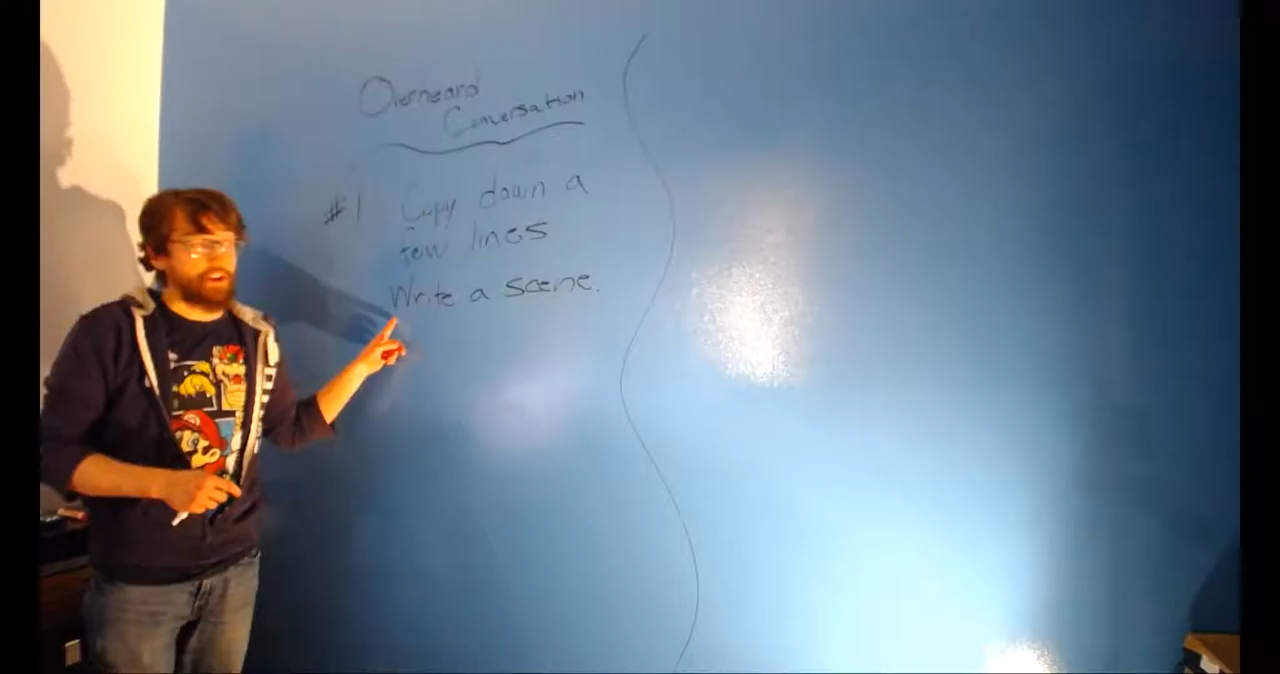 Overheard
Conversation
#1 Copy down a
few lines
Write a scene.